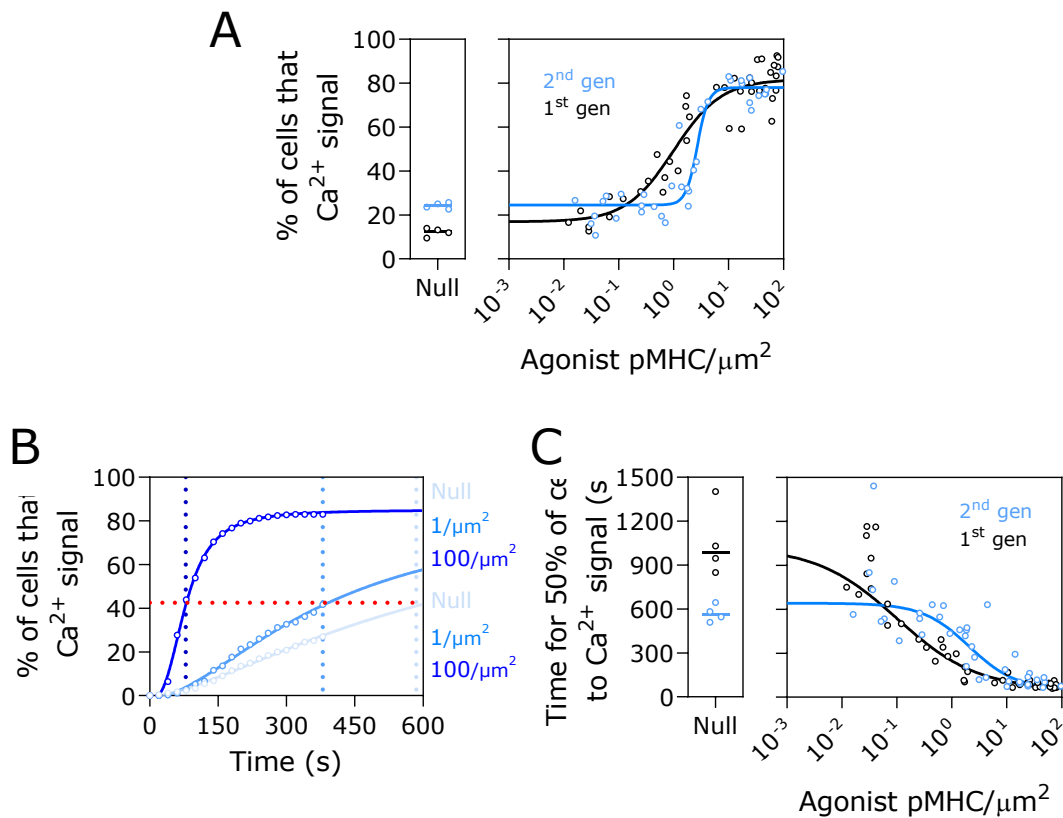 A
% of cells that
Ca²⁺ signal
100
80
60
40
20
0
Null
2ⁿᵈ gen
1ˢᵗ gen
10⁻³
10⁻²
10⁻¹
10⁰
10¹
10²
Agonist pMHC/μm²
B
% of cells that
Ca²⁺ signal
100
80
60
40
20
0
0
150
300
450
600
Time (s)
Null
1/μm²
100/μm²
Null
1/μm²
100/μm²
C
Time for 50% of ce
to Ca²⁺ signal (s
1500
1200
900
600
300
0
Null
2ⁿᵈ gen
1ˢᵗ gen
10⁻³
10⁻²
10⁻¹
10⁰
10¹
10²
Agonist pMHC/μm²